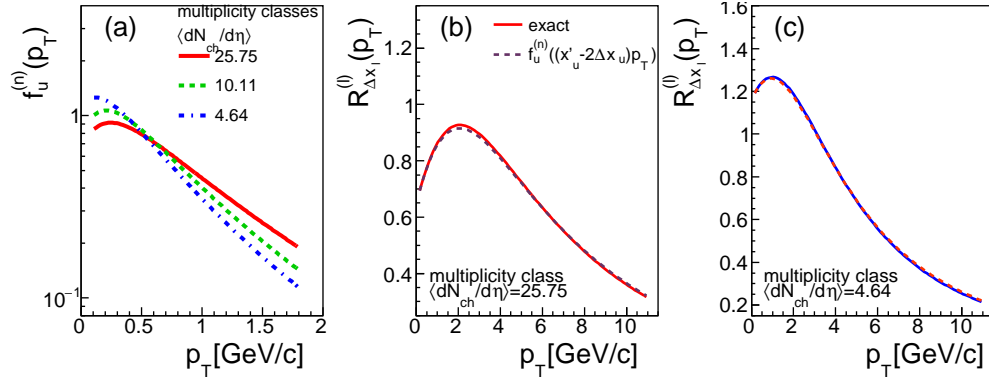 (a)
multiplicity classes
⟨dN_ch/dη⟩
25.75
10.11
4.64
f_u^(n)(p_T)
1
10^−1
0 0.5 1 1.5 2
p_T[GeV/c]
(b)
exact
f_u^(n)((x'_u-2Δx_u)p_T)
R_Δx_l^(l)(p_T)
1.2
1
0.8
0.6
0.4
multiplicity class
⟨dN_ch/dη⟩=25.75
0 2 4 6 8 10
p_T[GeV/c]
(c)
R_Δx_l^(l)(p_T)
1.6
1.4
1.2
1
0.8
0.6
0.4
0.2
multiplicity class
⟨dN_ch/dη⟩=4.64
0 2 4 6 8 10
p_T[GeV/c]